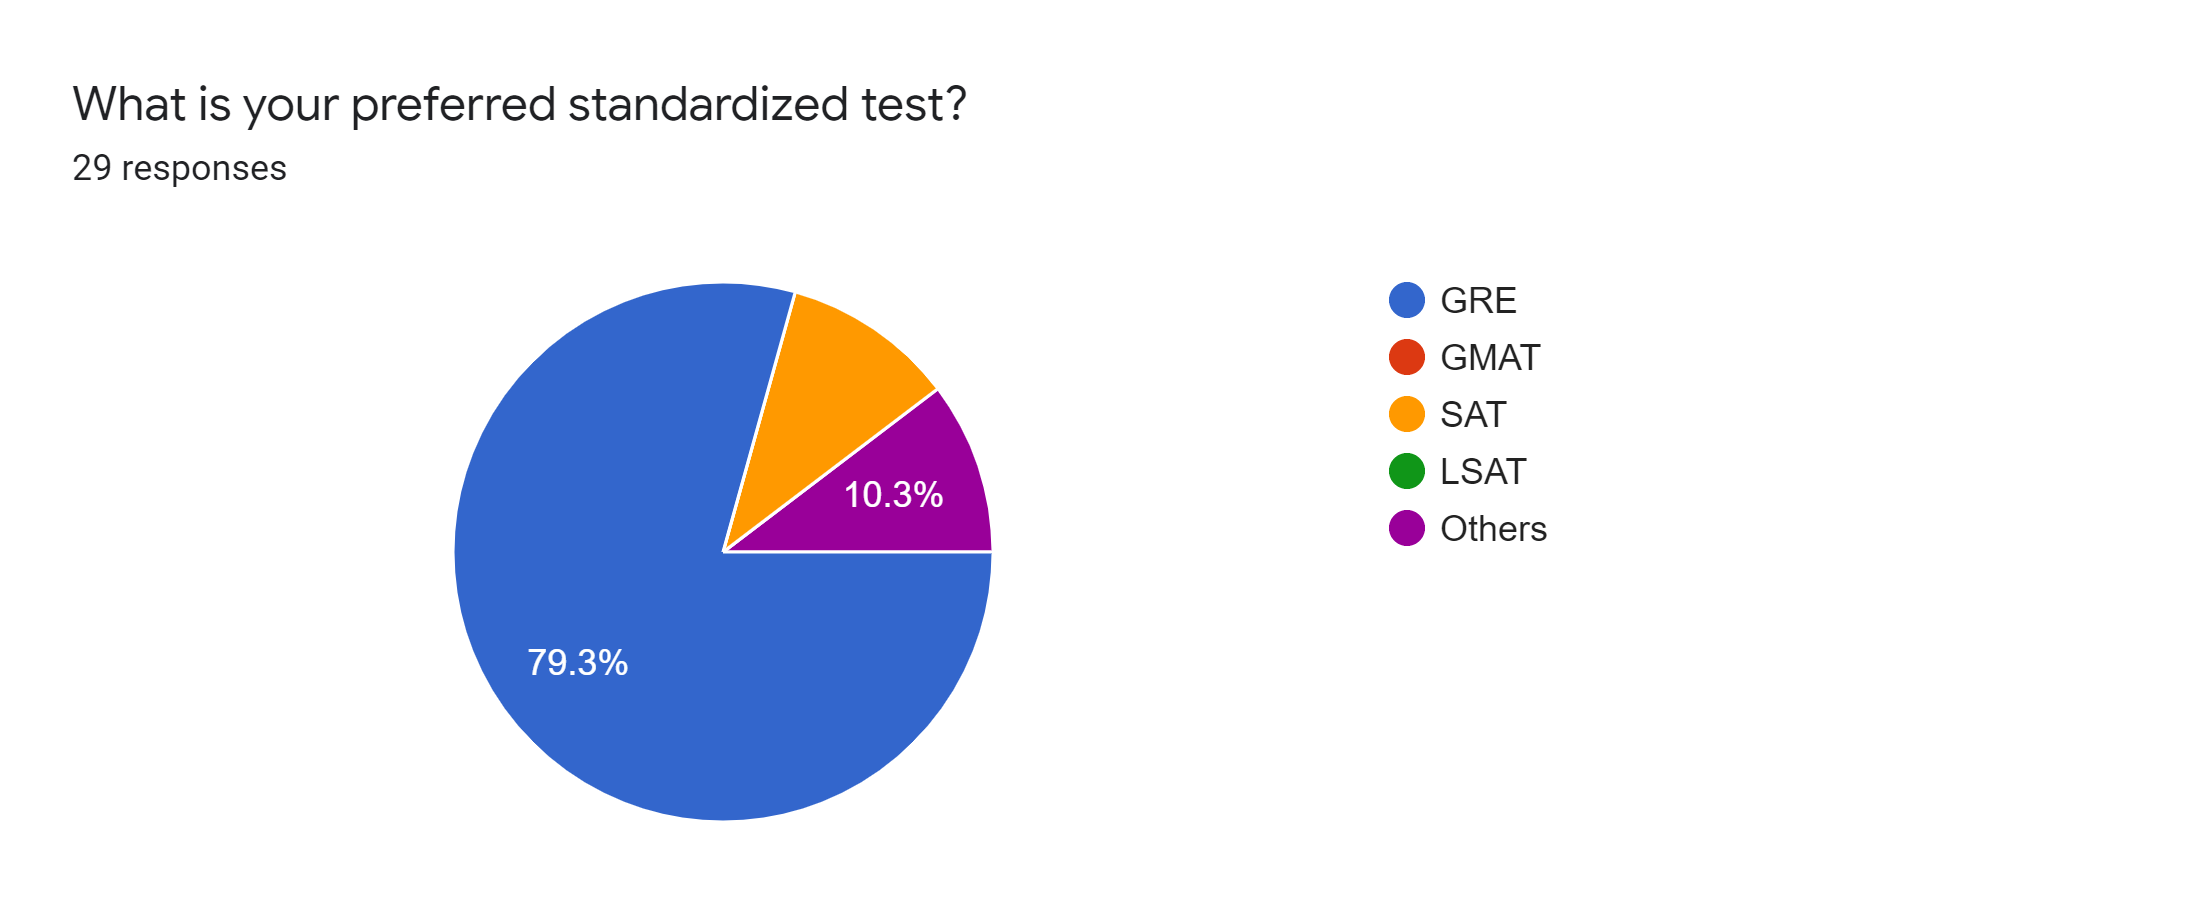 What is your preferred standardized test?
29 responses
GRE
GMAT
SAT
LSAT
Others
10.3%
79.3%